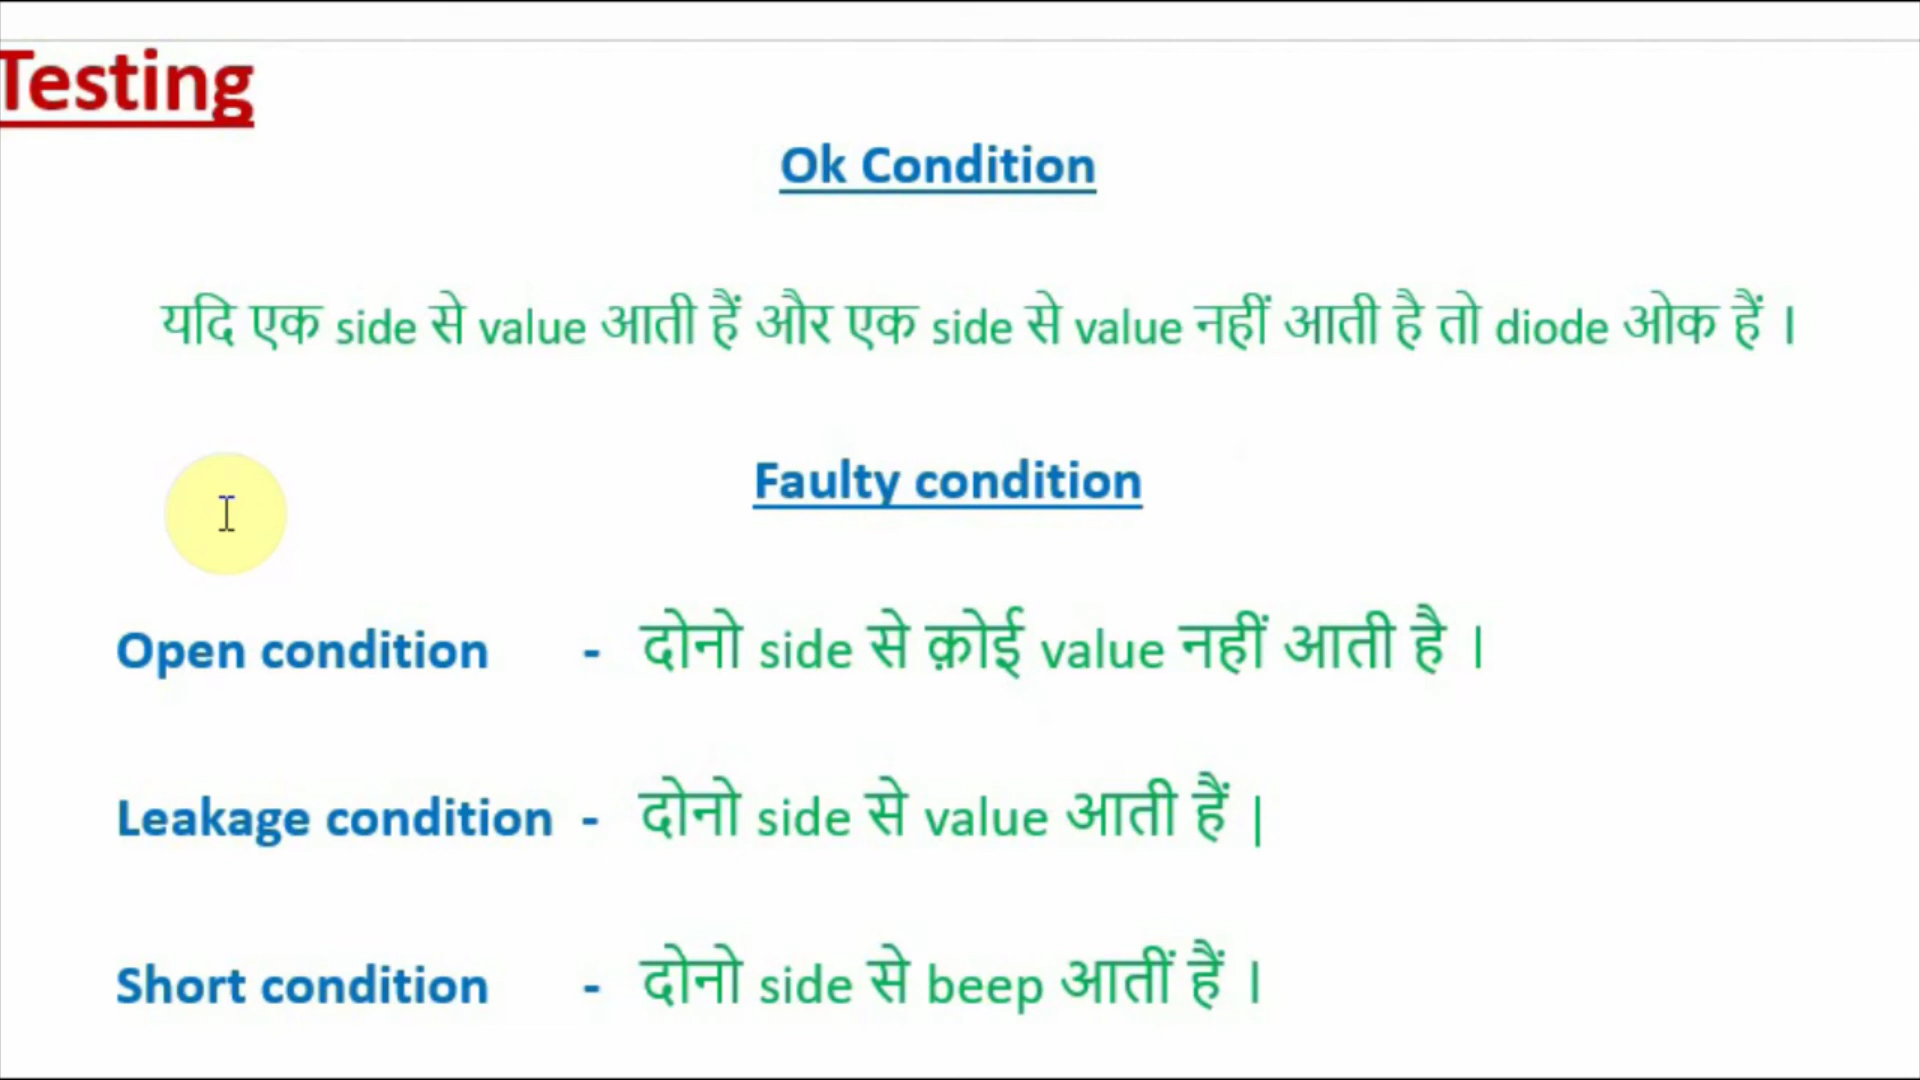 Testing
Ok Condition
यदि एक side से value आती हैं और एक side से value नहीं आती है तो diode ओक हैं ।
Faulty condition
Open condition - दोनो side से क़ोई value नहीं आती है ।
Leakage condition - दोनो side से value आती हैं |
Short condition - दोनो side से beep आतीं हैं ।